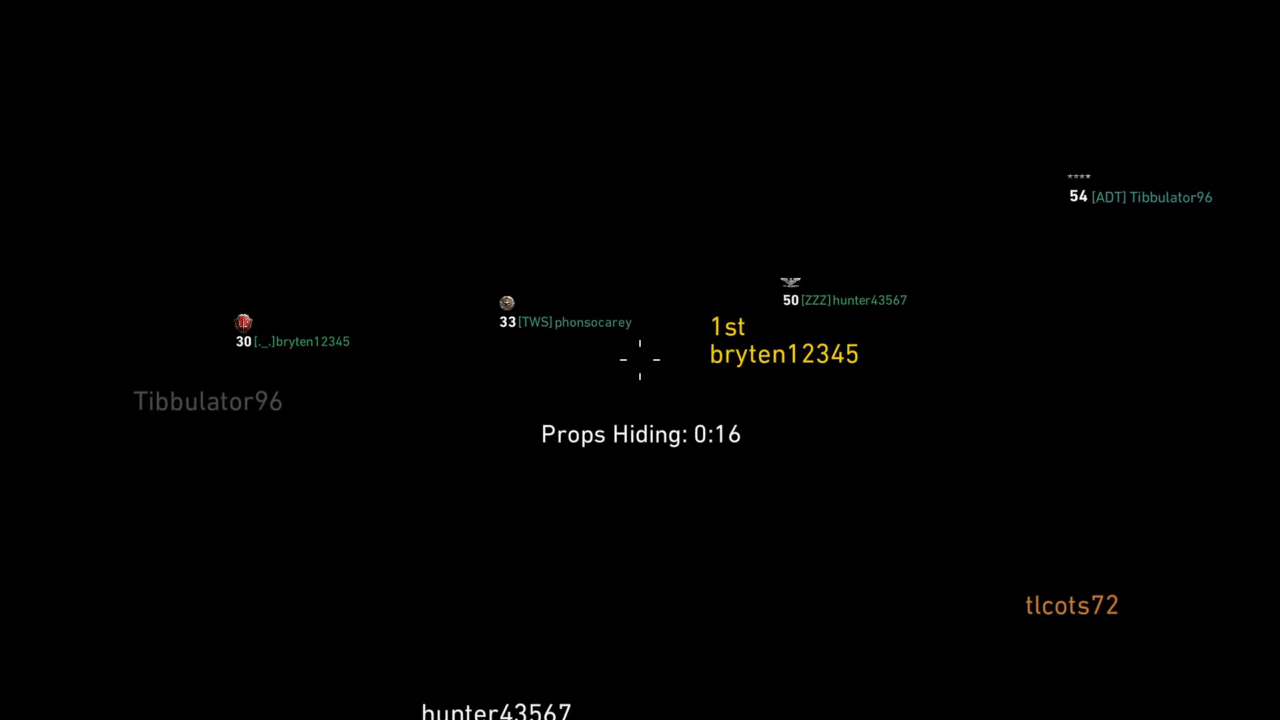 54 [ADT] Tibbulator96
50 [ZZZ]hunter43567
33 [TWS]phonsocarey
30 [._.]bryten12345
1st
bryten12345
Tibbulator96
Props Hiding: 0:16
tlcots72
hunter43567